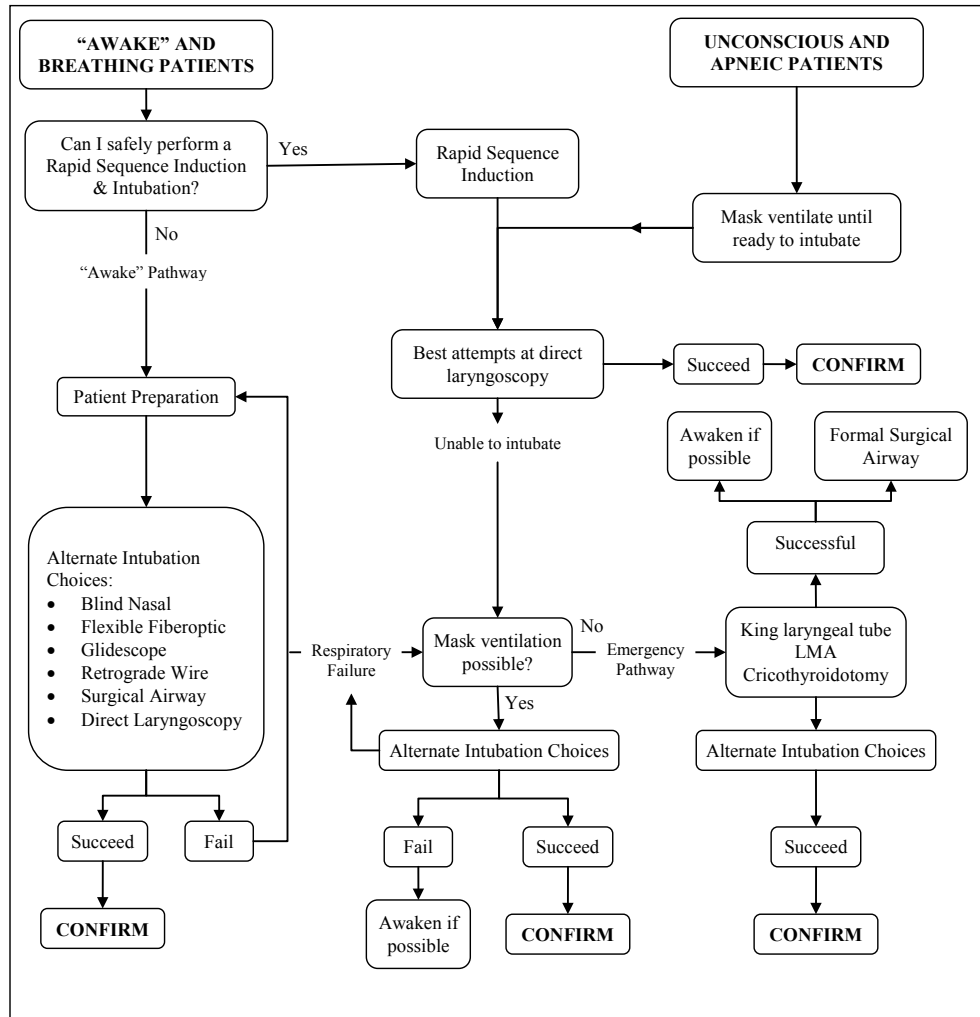 “AWAKE” AND
BREATHING PATIENTS
UNCONSCIOUS AND
APNEIC PATIENTS
Can I safely perform a
Rapid Sequence Induction
& Intubation?
Yes
Rapid Sequence
Induction
Mask ventilate until
ready to intubate
No
“Awake” Pathway
Best attempts at direct
laryngoscopy
Succeed
CONFIRM
Patient Preparation
Unable to intubate
Awaken if
possible
Formal Surgical
Airway
Successful
Alternate Intubation
Choices:
• Blind Nasal
• Flexible Fiberoptic
• Glidescope
• Retrograde Wire
• Surgical Airway
• Direct Laryngoscopy
Respiratory
Failure
Mask ventilation
possible?
No
Emergency
Pathway
King laryngeal tube
LMA
Cricothyroidotomy
Yes
Alternate Intubation Choices
Alternate Intubation Choices
Succeed
Fail
Fail
Succeed
Succeed
CONFIRM
Awaken if
possible
CONFIRM
CONFIRM